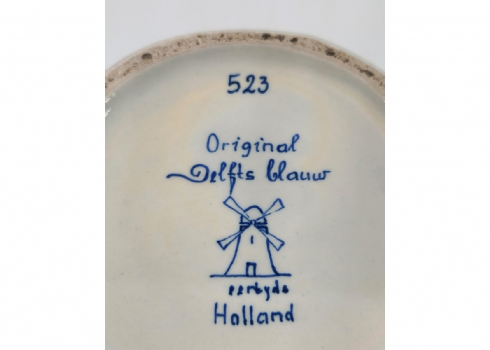 523
Original
Delfts blauw
Holland